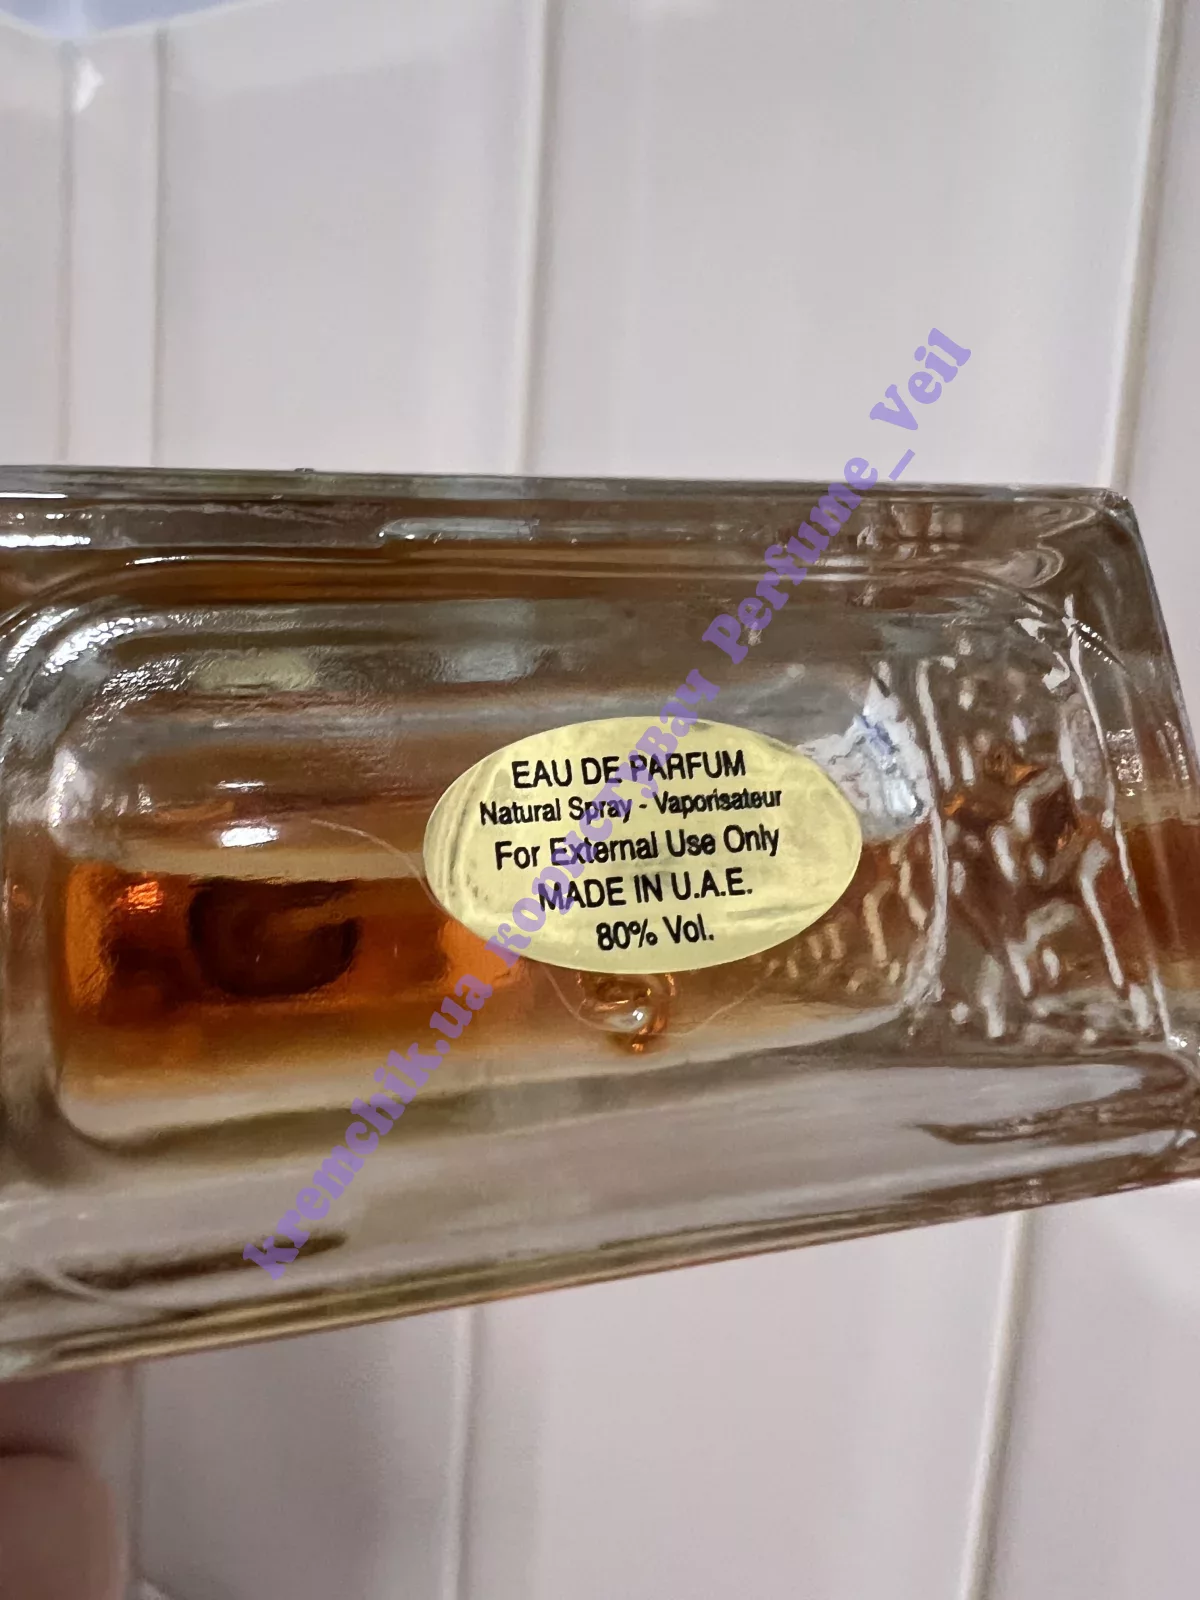 EAU DE PARFUM
Natural Spray - Vaporisateur
For External Use Only
MADE IN U.A.E.
80% Vol.
kremchik.ua користувач Perfume_Veil